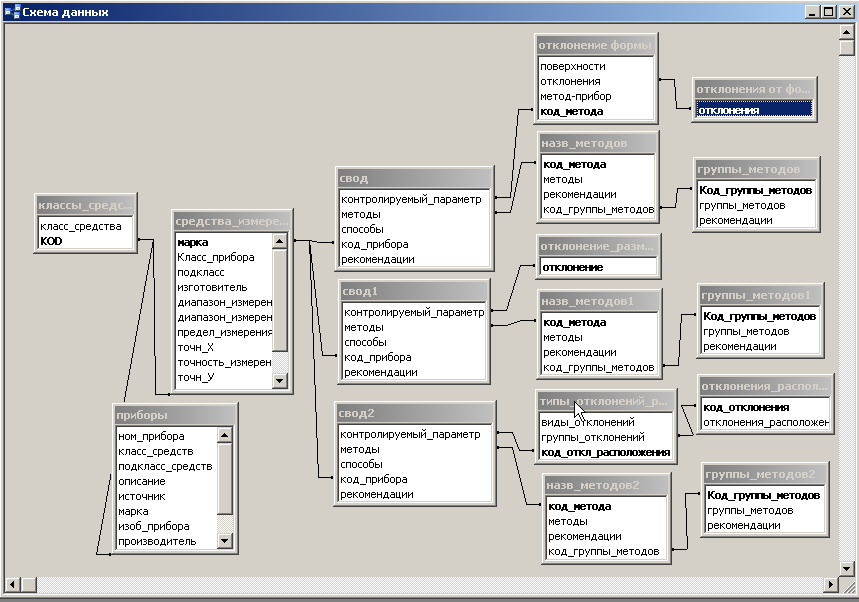 Схема данных
классы_средс...
класс_средства
KOD
средства_измере...
марка
Класс_прибора
подкласс
изготовитель
диапазон_измерен
диапазон_измерен
предел_измерения
точн_X
точность_измерен
точн_У
приборы
ном_прибора
класс_средств
подкласс_средств
описание
источник
марка
изоб_прибора
производитель
свод
контролируемый_параметр
методы
способы
код_прибора
рекомендации
свод1
контролируемый_параметр
методы
способы
код_прибора
рекомендации
свод2
контролируемый_параметр
методы
способы
код_прибора
рекомендации
отклонение формы
поверхности
отклонения
метод-прибор
код_метода
отклонения от фо...
отклонения
назв_методов
код_метода
методы
рекомендации
код_группы_методов
группы_методов
Код_группы_методов
группы_методов
рекомендации
отклонение_разм...
отклонение
назв_методов1
код_метода
методы
рекомендации
код_группы_методов
группы_методов1
Код_группы_методов
группы_методов
рекомендации
типы_отклонений_р...
виды_отклонений
группы_отклонений
код_откл_расположения
отклонения_распол...
код_отклонения
отклонения_расположен
назв_методов2
код_метода
методы
рекомендации
код_группы_методов
группы_методов2
Код_группы_методов
группы_методов
рекомендации